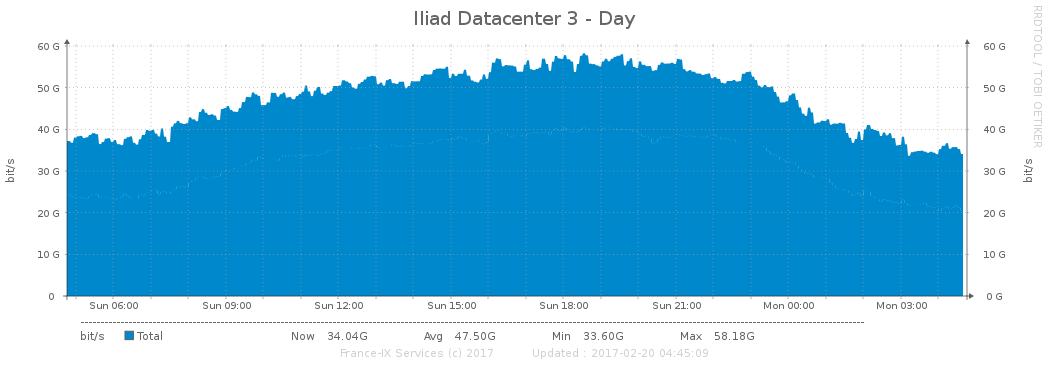 Iliad Datacenter 3 - Day
RRDTOOL / TOBI OETIKER
60 G 60 G
50 G 50 G
40 G 40 G
30 G 30 G
20 G 20 G
10 G 10 G
0 0 G
bit/s bit/s
Sun 06:00 Sun 09:00 Sun 12:00 Sun 15:00 Sun 18:00 Sun 21:00 Mon 00:00 Mon 03:00
bit/s Total Now 34.04G Avg 47.50G Min 33.60G Max 58.18G
France-IX Services (c) 2017 Updated : 2017-02-20 04:45:09